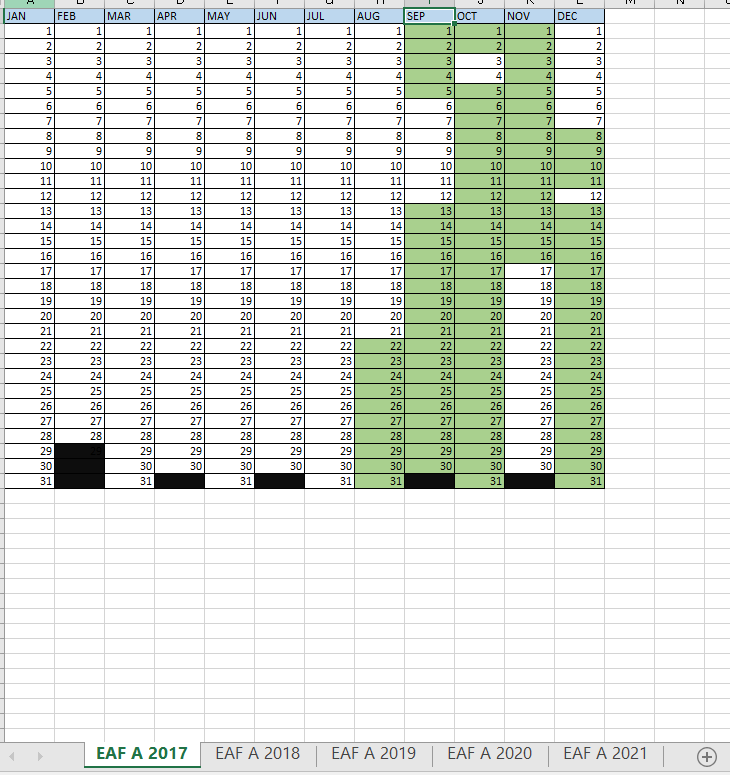 JAN FEB MAR APR MAY JUN JUL AUG SEP OCT NOV DEC
1 1 1 1 1 1 1 1 1 1 1 1
2 2 2 2 2 2 2 2 2 2 2 2
3 3 3 3 3 3 3 3 3 3 3 3
4 4 4 4 4 4 4 4 4 4 4 4
5 5 5 5 5 5 5 5 5 5 5 5
6 6 6 6 6 6 6 6 6 6 6 6
7 7 7 7 7 7 7 7 7 7 7 7
8 8 8 8 8 8 8 8 8 8 8 8
9 9 9 9 9 9 9 9 9 9 9 9
10 10 10 10 10 10 10 10 10 10 10 10
11 11 11 11 11 11 11 11 11 11 11 11
12 12 12 12 12 12 12 12 12 12 12 12
13 13 13 13 13 13 13 13 13 13 13 13
14 14 14 14 14 14 14 14 14 14 14 14
15 15 15 15 15 15 15 15 15 15 15 15
16 16 16 16 16 16 16 16 16 16 16 16
17 17 17 17 17 17 17 17 17 17 17 17
18 18 18 18 18 18 18 18 18 18 18 18
19 19 19 19 19 19 19 19 19 19 19 19
20 20 20 20 20 20 20 20 20 20 20 20
21 21 21 21 21 21 21 21 21 21 21 21
22 22 22 22 22 22 22 22 22 22 22 22
23 23 23 23 23 23 23 23 23 23 23 23
24 24 24 24 24 24 24 24 24 24 24 24
25 25 25 25 25 25 25 25 25 25 25 25
26 26 26 26 26 26 26 26 26 26 26 26
27 27 27 27 27 27 27 27 27 27 27 27
28 28 28 28 28 28 28 28 28 28 28 28
29 29 29 29 29 29 29 29 29 29 29 29
30 30 30 30 30 30 30 30 30 30 30
31 31 31 31 31 31 31
EAF A 2017 EAF A 2018 EAF A 2019 EAF A 2020 EAF A 2021